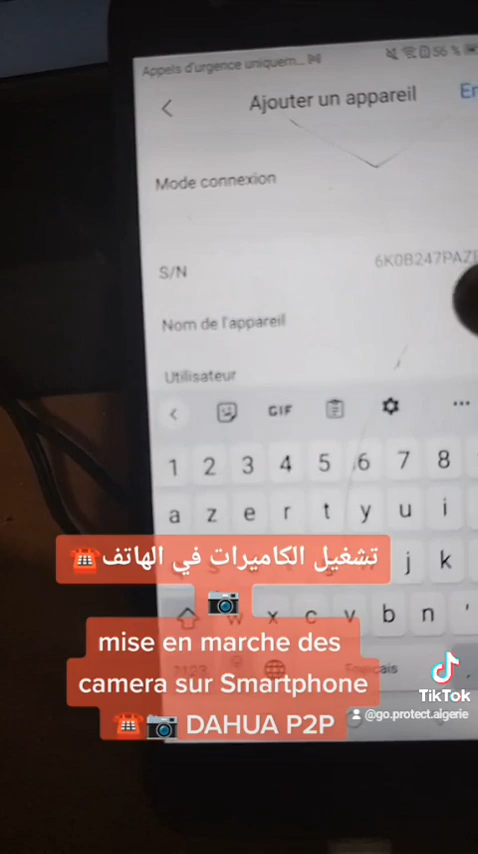 Appels d'urgence uniquem... 56 %
Ajouter un appareil
Mode connexion
S/N 6K0B247PAZ
Nom de l'appareil
Utilisateur
GIF
1 2 3 4 5 6 7 8
a z e r t y u i
j k
تشغيل الكاميرات في الهاتف☎️
📷
w x c v b n '
mise en marche des
camera sur Smartphone
☎️📷 DAHUA P2P
Français
TikTok
@go.protect.algerie